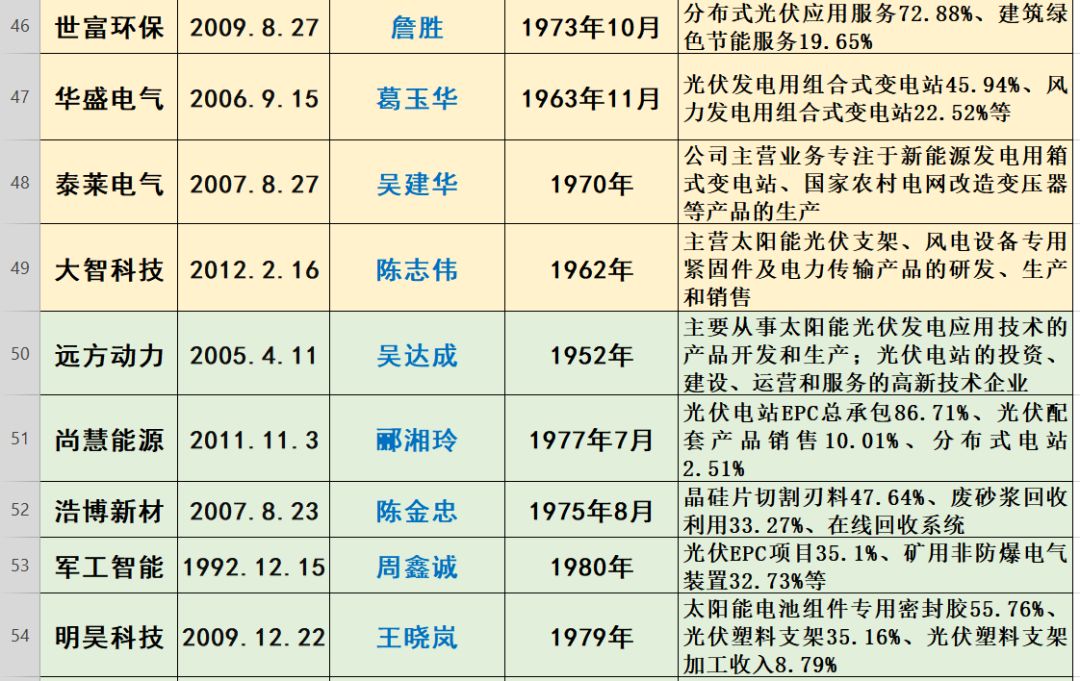 46 世富环保 2009.8.27 詹胜 1973年10月 分布式光伏应用服务72.88%、建筑绿
色节能服务19.65%
47 华盛电气 2006.9.15 葛玉华 1963年11月 光伏发电用组合式变电站45.94%、风
力发电用组合式变电站22.52%等
48 泰莱电气 2007.8.27 吴建华 1970年 公司主营业务专注于新能源发电用箱
式变电站、国家农村电网改造变压器
等产品的生产
49 大智科技 2012.2.16 陈志伟 1962年 主营太阳能光伏支架、风电设备专用
紧固件及电力传输产品的研发、生产
和销售
50 远方动力 2005.4.11 吴达成 1952年 主要从事太阳能光伏发电应用技术的
产品开发和生产；光伏电站的投资、
建设、运营和服务的高新技术企业
51 尚慧能源 2011.11.3 郦湘玲 1977年7月 光伏电站EPC总承包86.71%、光伏配
套产品销售10.01%、分布式电站
2.51%
52 浩博新材 2007.8.23 陈金忠 1975年8月 晶硅片切割刃料47.64%、废砂浆回收
利用33.27%、在线回收系统
53 军工智能 1992.12.15 周鑫诚 1980年 光伏EPC项目35.1%、矿用非防爆电气
装置32.73%等
54 明昊科技 2009.12.22 王晓岚 1979年 太阳能电池组件专用密封胶55.76%、
光伏塑料支架35.16%、光伏塑料支架
加工收入8.79%